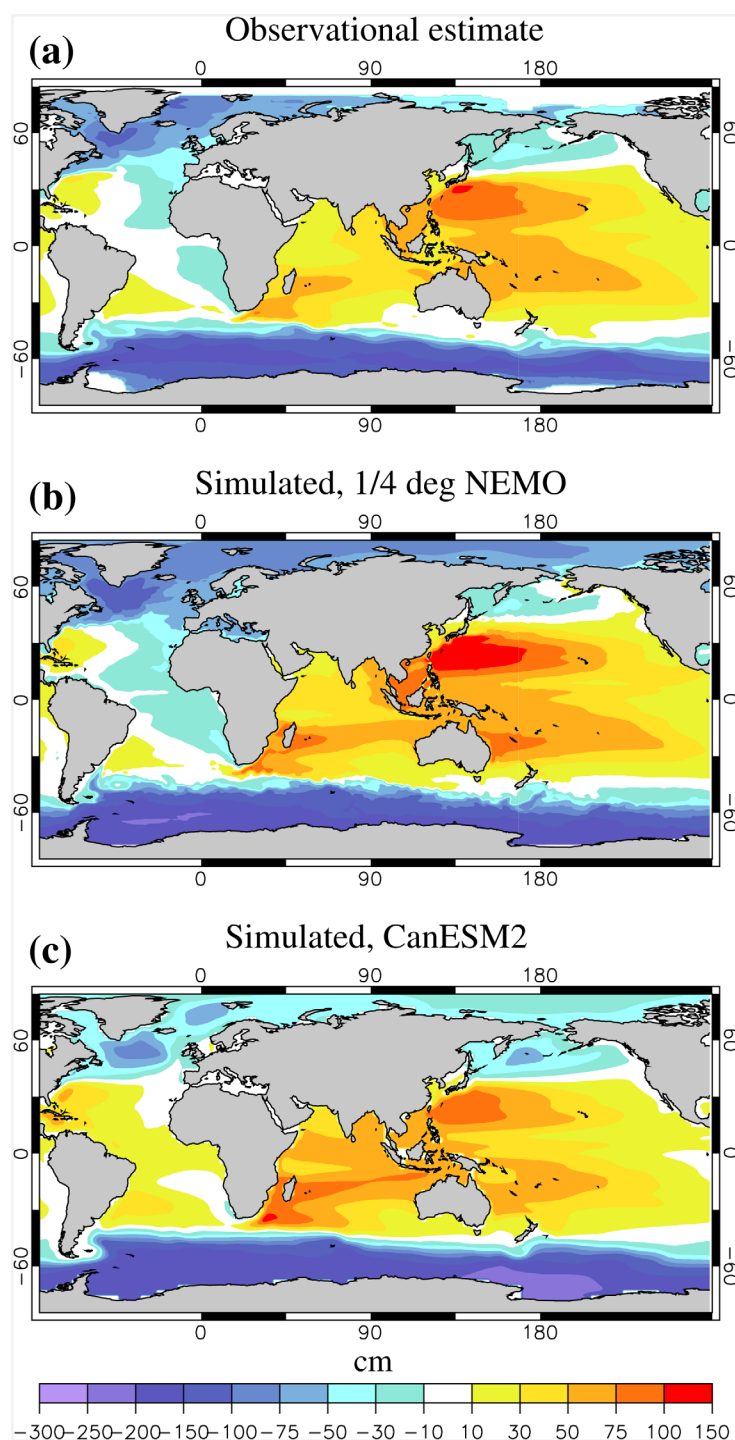 Observational estimate
(a)
0 90 180
60 60
0 0
−60 −60
0 90 180
Simulated, 1/4 deg NEMO
(b)
0 90 180
60 60
0 0
−60 −60
0 90 180
Simulated, CanESM2
(c)
0 90 180
60 60
0 0
−60 −60
0 90 180
cm
−300 −250 −200 −150 −100 −75 −50 −30 −10 10 30 50 75 100 150